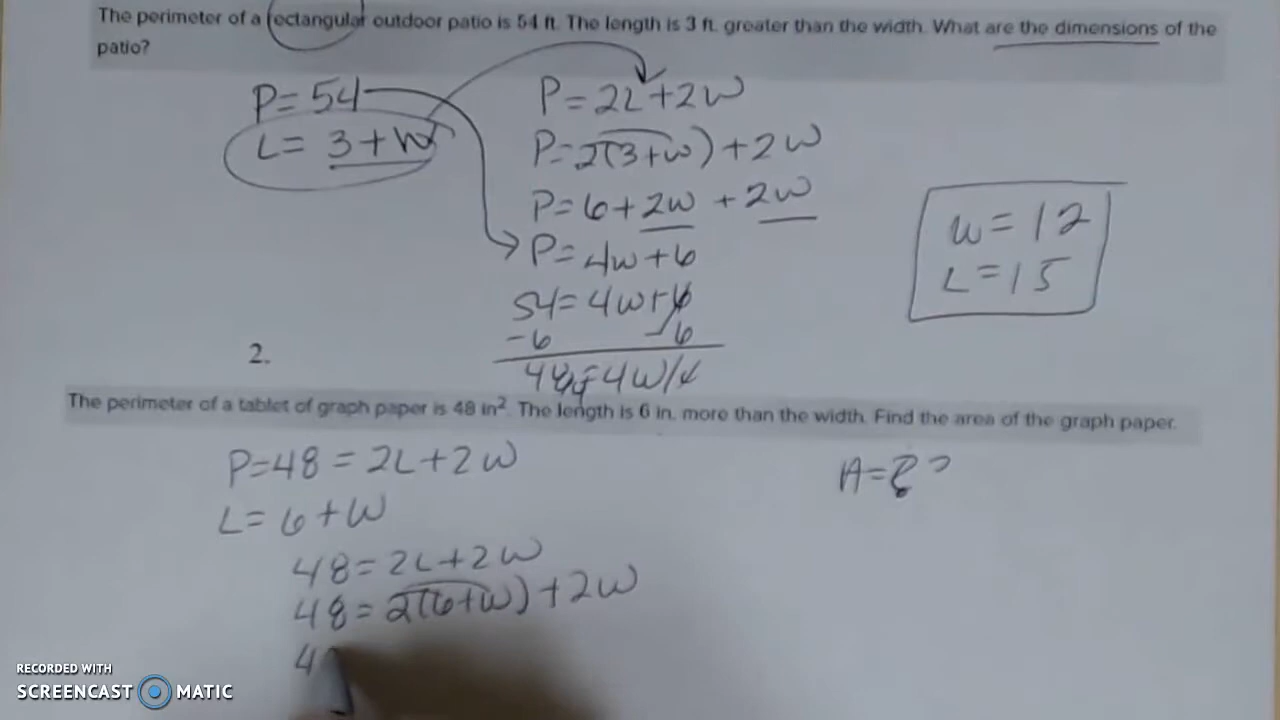 The perimeter of a rectangular outdoor patio is 54 ft. The length is 3 ft. greater than the width. What are the dimensions of the
patio?
P=54
L= 3+W
P=2L+2W
P=2(3+W)+2W
P=6+2W +2W
P=4W+6
54=4W+6
-6 -6
48/4=4W/4
W=12
L=15
2.
The perimeter of a tablet of graph paper is 48 in². The length is 6 in. more than the width. Find the area of the graph paper.
P=48=2L+2W
L= 6+W
A=??
48=2L+2W
48=2(6+W)+2W
4
RECORDED WITH
SCREENCAST MATIC